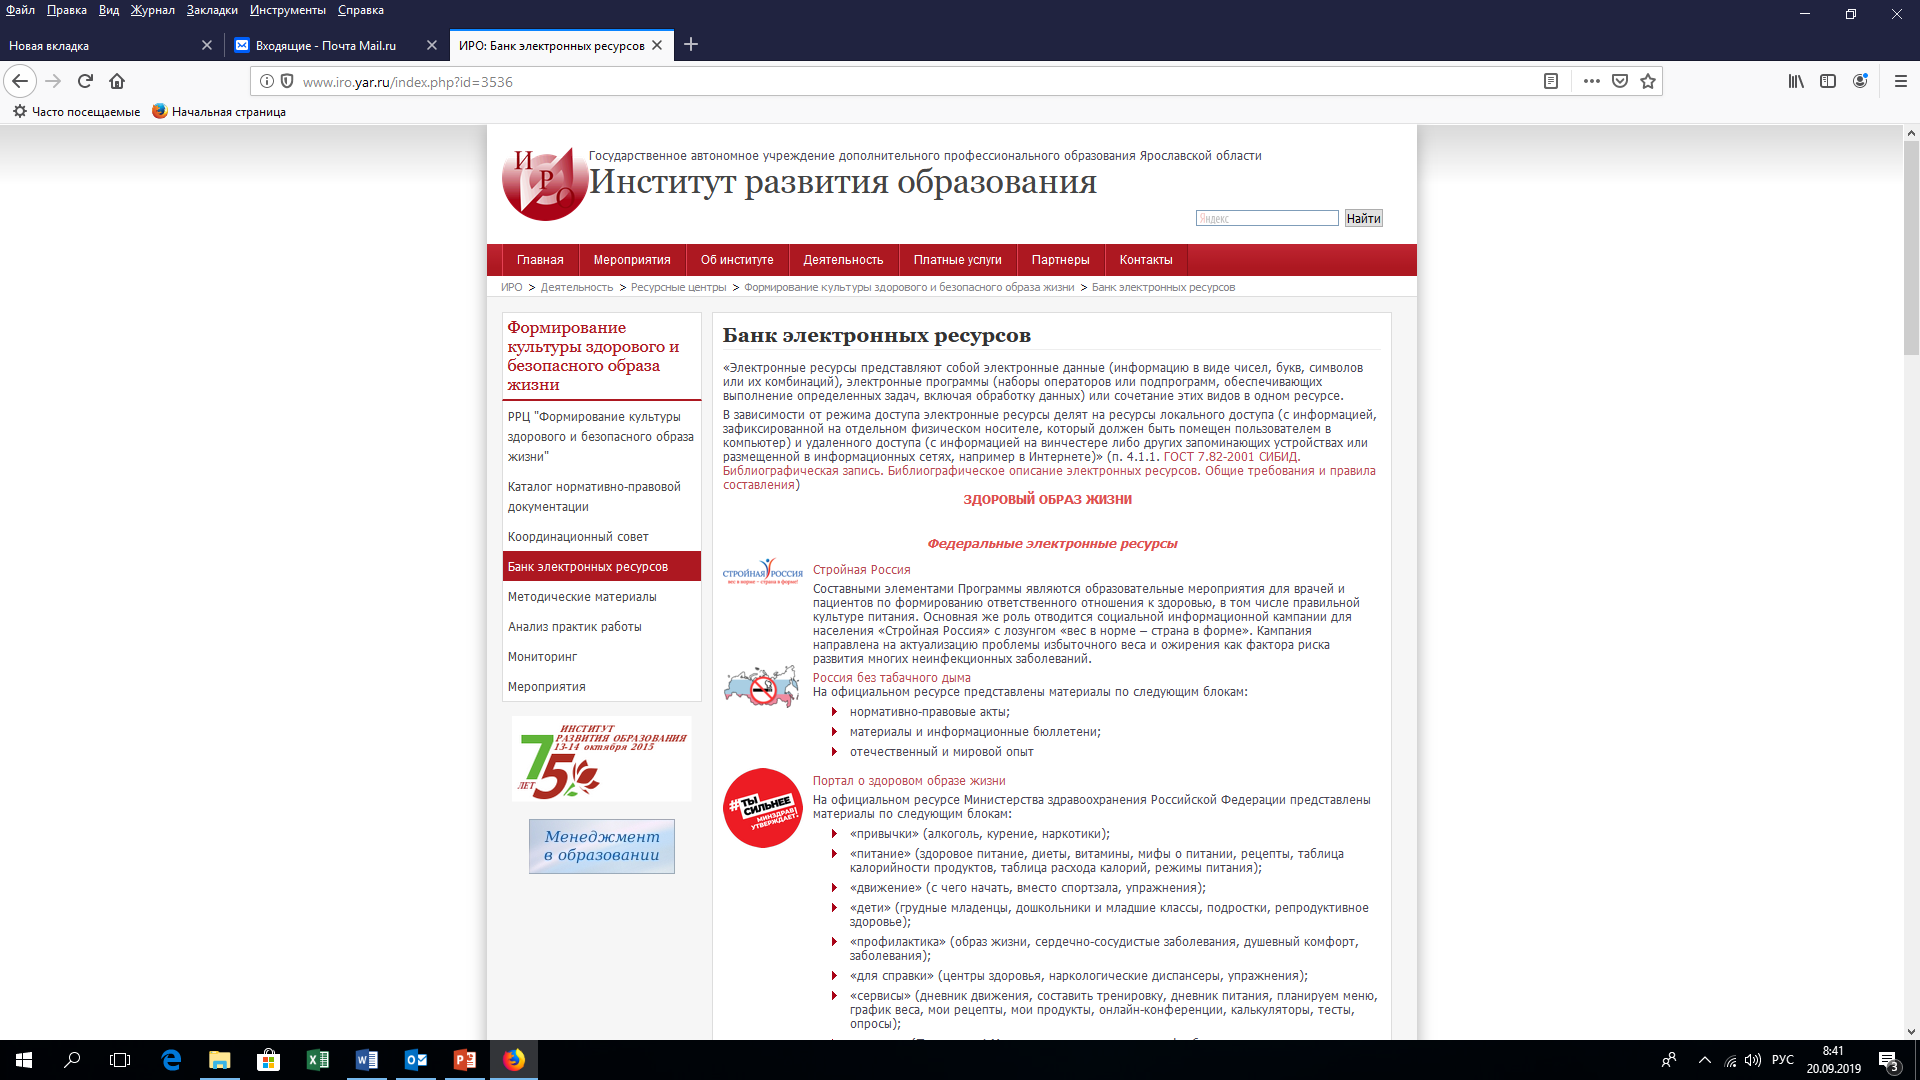 Файл Правка Вид Журнал Закладки Инструменты Справка
Новая вкладка
Входящие - Почта Mail.ru
ИРО: Банк электронных ресурсов
www.iro.yar.ru/index.php?id=3536
Часто посещаемые
Начальная страница
ИРО
Государственное автономное учреждение дополнительного профессионального образования Ярославской области
Институт развития образования
Яндекс
Найти
Главная Мероприятия Об институте Деятельность Платные услуги Партнеры Контакты
ИРО > Деятельность > Ресурсные центры > Формирование культуры здорового и безопасного образа жизни > Банк электронных ресурсов
Формирование
культуры здорового и
безопасного образа
жизни
РРЦ "Формирование культуры
здорового и безопасного образа
жизни"
Каталог нормативно-правовой
документации
Координационный совет
Банк электронных ресурсов
Методические материалы
Анализ практик работы
Мониторинг
Мероприятия
ИНСТИТУТ
РАЗВИТИЯ ОБРАЗОВАНИЯ
13-14 октября 2015
75
ЛЕТ
Менеджмент
в образовании
Банк электронных ресурсов
«Электронные ресурсы представляют собой электронные данные (информацию в виде чисел, букв, символов
или их комбинаций), электронные программы (наборы операторов или подпрограмм, обеспечивающих
выполнение определенных задач, включая обработку данных) или сочетание этих видов в одном ресурсе.
В зависимости от режима доступа электронные ресурсы делят на ресурсы локального доступа (с информацией,
зафиксированной на отдельном физическом носителе, который должен быть помещен пользователем в
компьютер) и удаленного доступа (с информацией на винчестере либо других запоминающих устройствах или
размещенной в информационных сетях, например в Интернете)» (п. 4.1.1. ГОСТ 7.82-2001 СИБИД.
Библиографическая запись. Библиографическое описание электронных ресурсов. Общие требования и правила
составления)
ЗДОРОВЫЙ ОБРАЗ ЖИЗНИ
Федеральные электронные ресурсы
СТРОЙНАЯ РОССИЯ
вес в норме – страна в форме!
Стройная Россия
Составными элементами Программы являются образовательные мероприятия для врачей и
пациентов по формированию ответственного отношения к здоровью, в том числе правильной
культуре питания. Основная же роль отводится социальной информационной кампании для
населения «Стройная Россия» с лозунгом «вес в норме – страна в форме». Кампания
направлена на актуализацию проблемы избыточного веса и ожирения как фактора риска
развития многих неинфекционных заболеваний.
Россия без табачного дыма
На официальном ресурсе представлены материалы по следующим блокам:
нормативно-правовые акты;
материалы и информационные бюллетени;
отечественный и мировой опыт
#ТЫ
СИЛЬНЕЕ
МИНЗДРАВ
УТВЕРЖДАЕТ!
Портал о здоровом образе жизни
На официальном ресурсе Министерства здравоохранения Российской Федерации представлены
материалы по следующим блокам:
«привычки» (алкоголь, курение, наркотики);
«питание» (здоровое питание, диеты, витамины, мифы о питании, рецепты, таблица
калорийности продуктов, таблица расхода калорий, режимы питания);
«движение» (с чего начать, вместо спортзала, упражнения);
«дети» (грудные младенцы, дошкольники и младшие классы, подростки, репродуктивное
здоровье);
«профилактика» (образ жизни, сердечно-сосудистые заболевания, душевный комфорт,
заболевания);
«для справки» (центры здоровья, наркологические диспансеры, упражнения);
«сервисы» (дневник движения, составить тренировку, дневник питания, планируем меню,
график веса, мои рецепты, мои продукты, онлайн-конференции, калькуляторы, тесты,
опросы);
РУС
8:41
20.09.2019
3